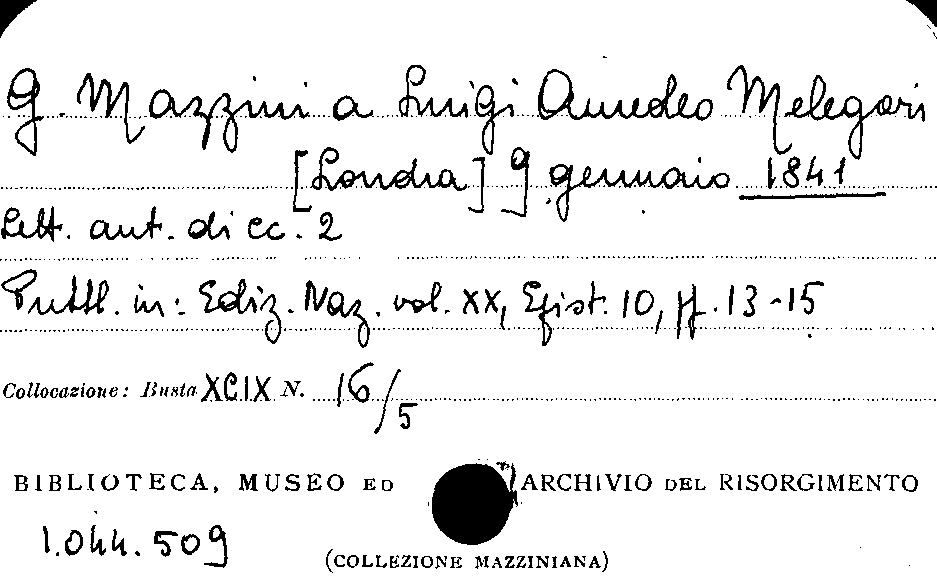 G. Mazzini a Luigi Amedeo Melegari
[Londra] 9 gennaio 1841
Lett. aut. di cc. 2
Pubbl. in: Ediz. Naz. vol. XX, Epist. 10, pp. 13-15
Collocazione: Busta XCIX N. 16/5
BIBLIOTECA, MUSEO ED ARCHIVIO DEL RISORGIMENTO
1.044.509
(COLLEZIONE MAZZINIANA)